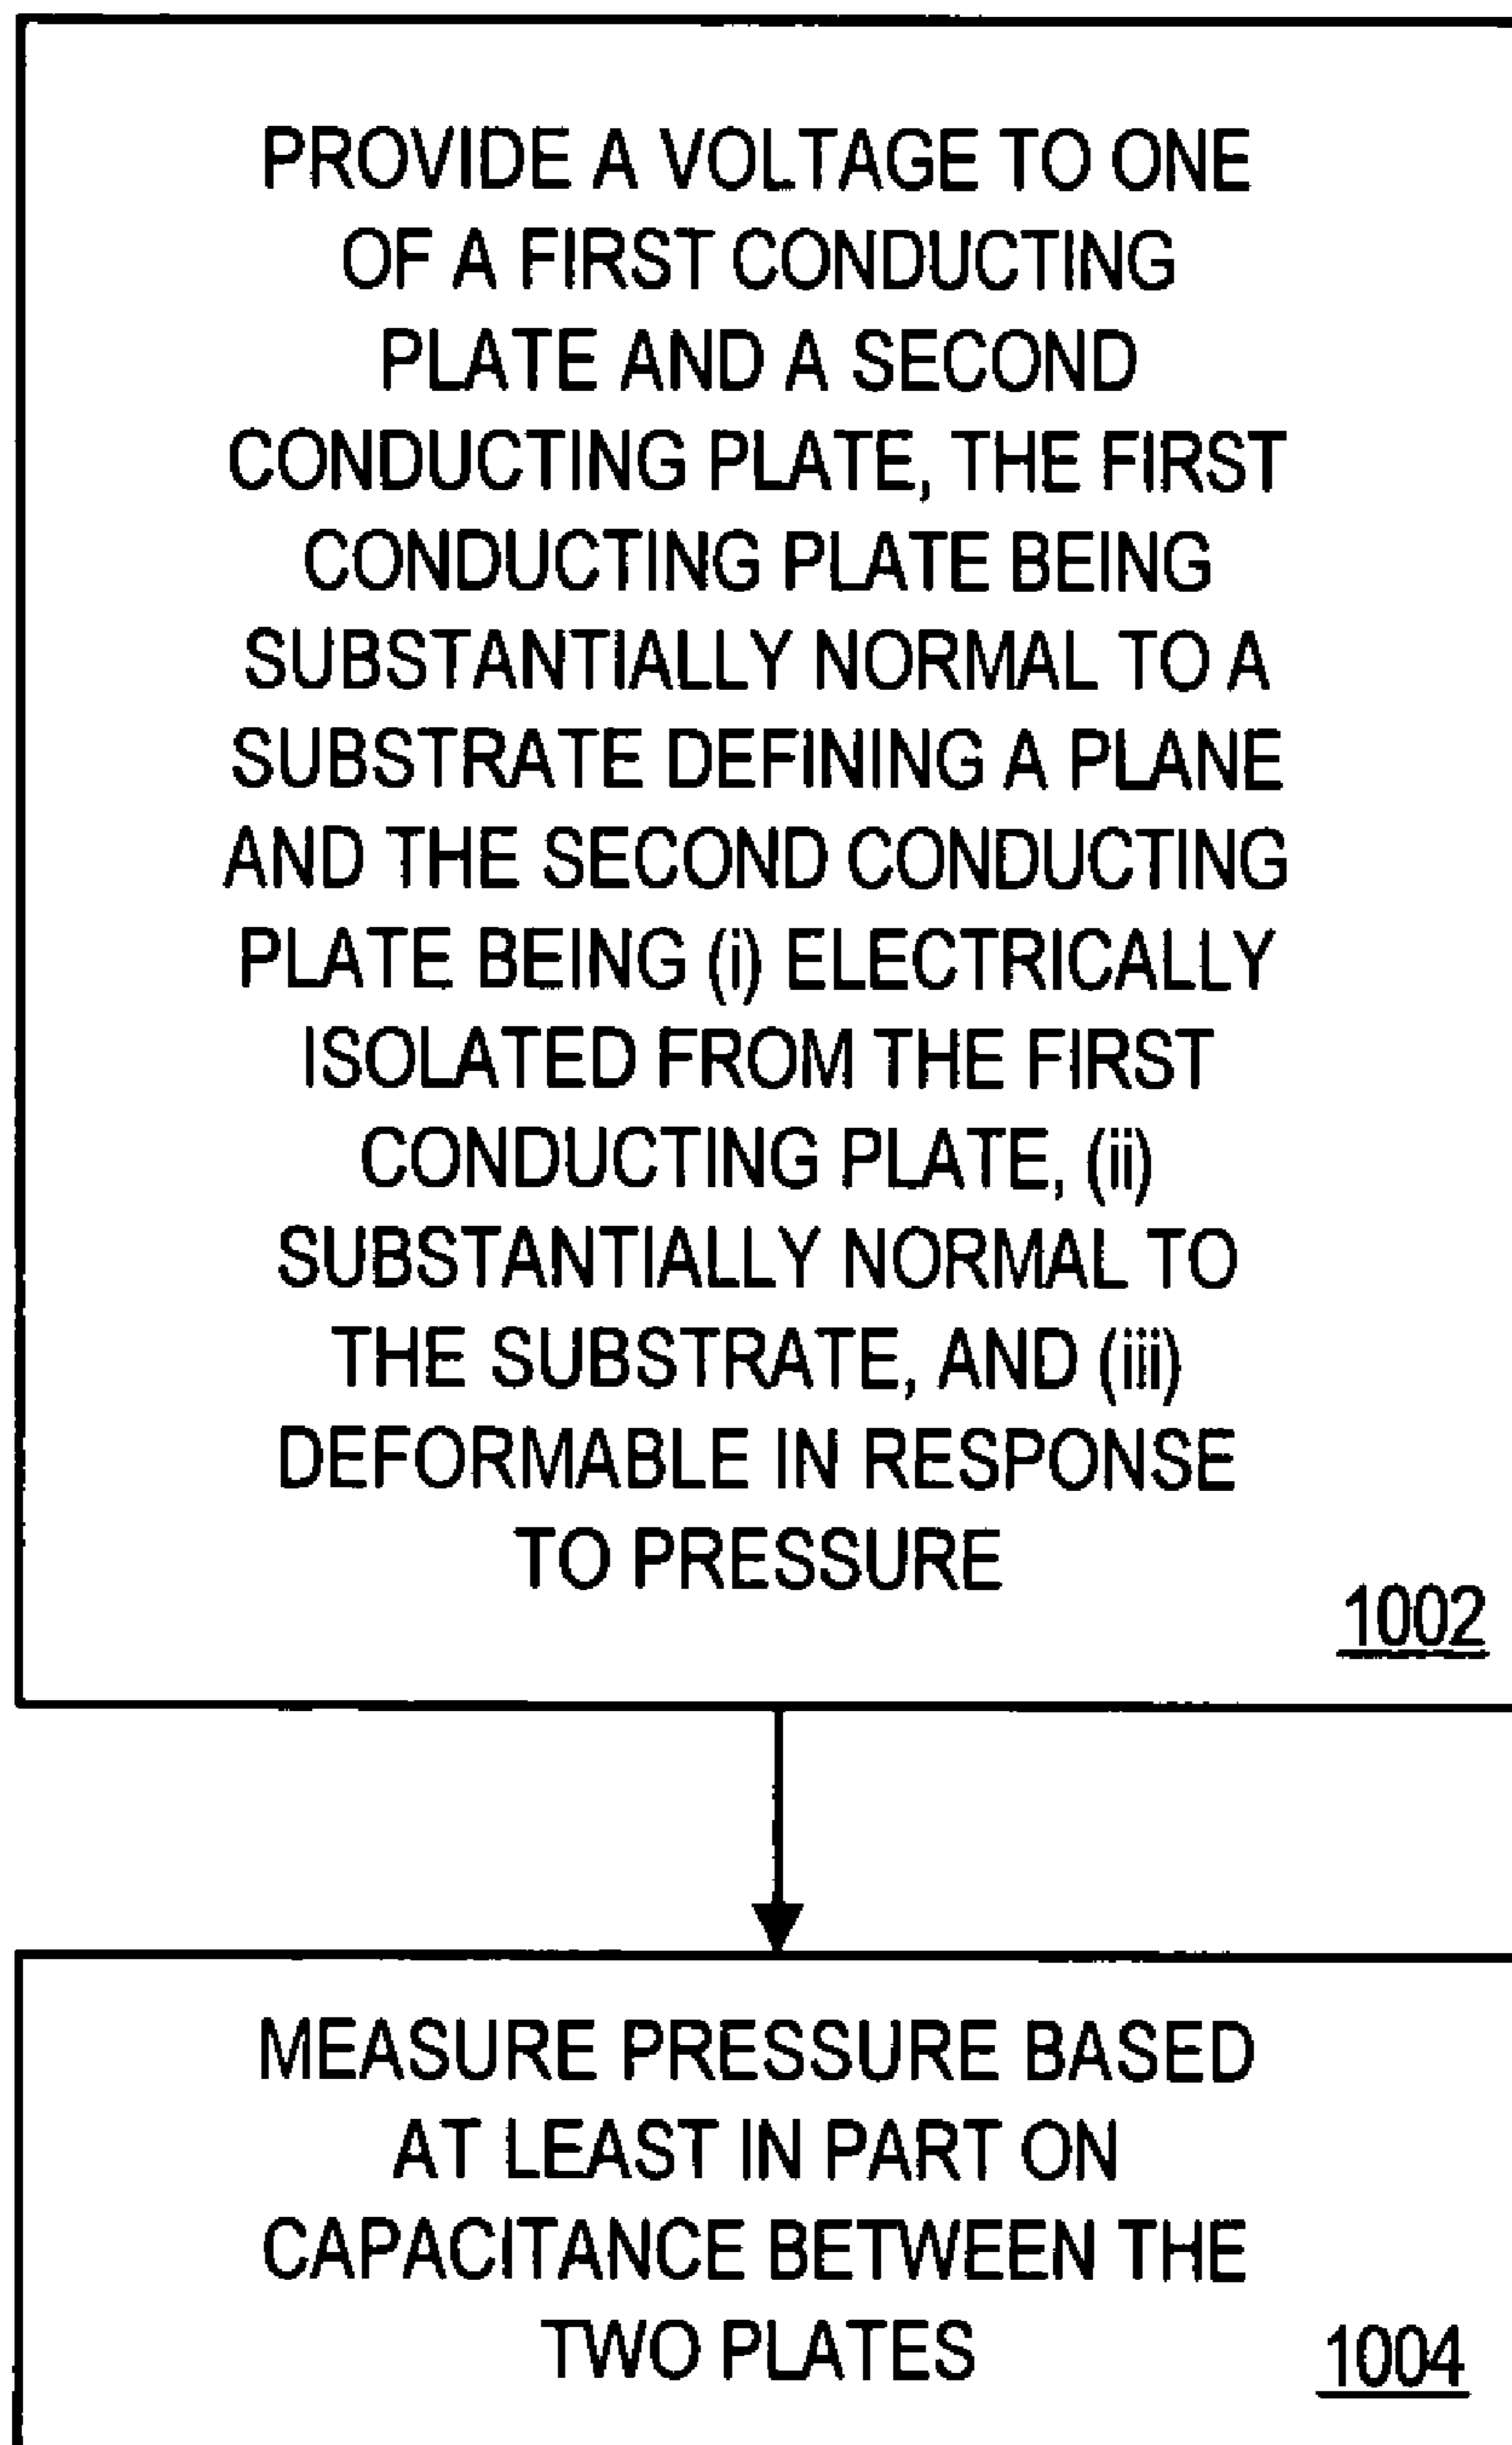 PROVIDE A VOLTAGE TO ONE
OF A FIRST CONDUCTING
PLATE AND A SECOND
CONDUCTING PLATE, THE FIRST
CONDUCTING PLATE BEING
SUBSTANTIALLY NORMAL TO A
SUBSTRATE DEFINING A PLANE
AND THE SECOND CONDUCTING
PLATE BEING (i) ELECTRICALLY
ISOLATED FROM THE FIRST
CONDUCTING PLATE, (ii)
SUBSTANTIALLY NORMAL TO
THE SUBSTRATE, AND (iii)
DEFORMABLE IN RESPONSE
TO PRESSURE
1002
MEASURE PRESSURE BASED
AT LEAST IN PART ON
CAPACITANCE BETWEEN THE
TWO PLATES
1004